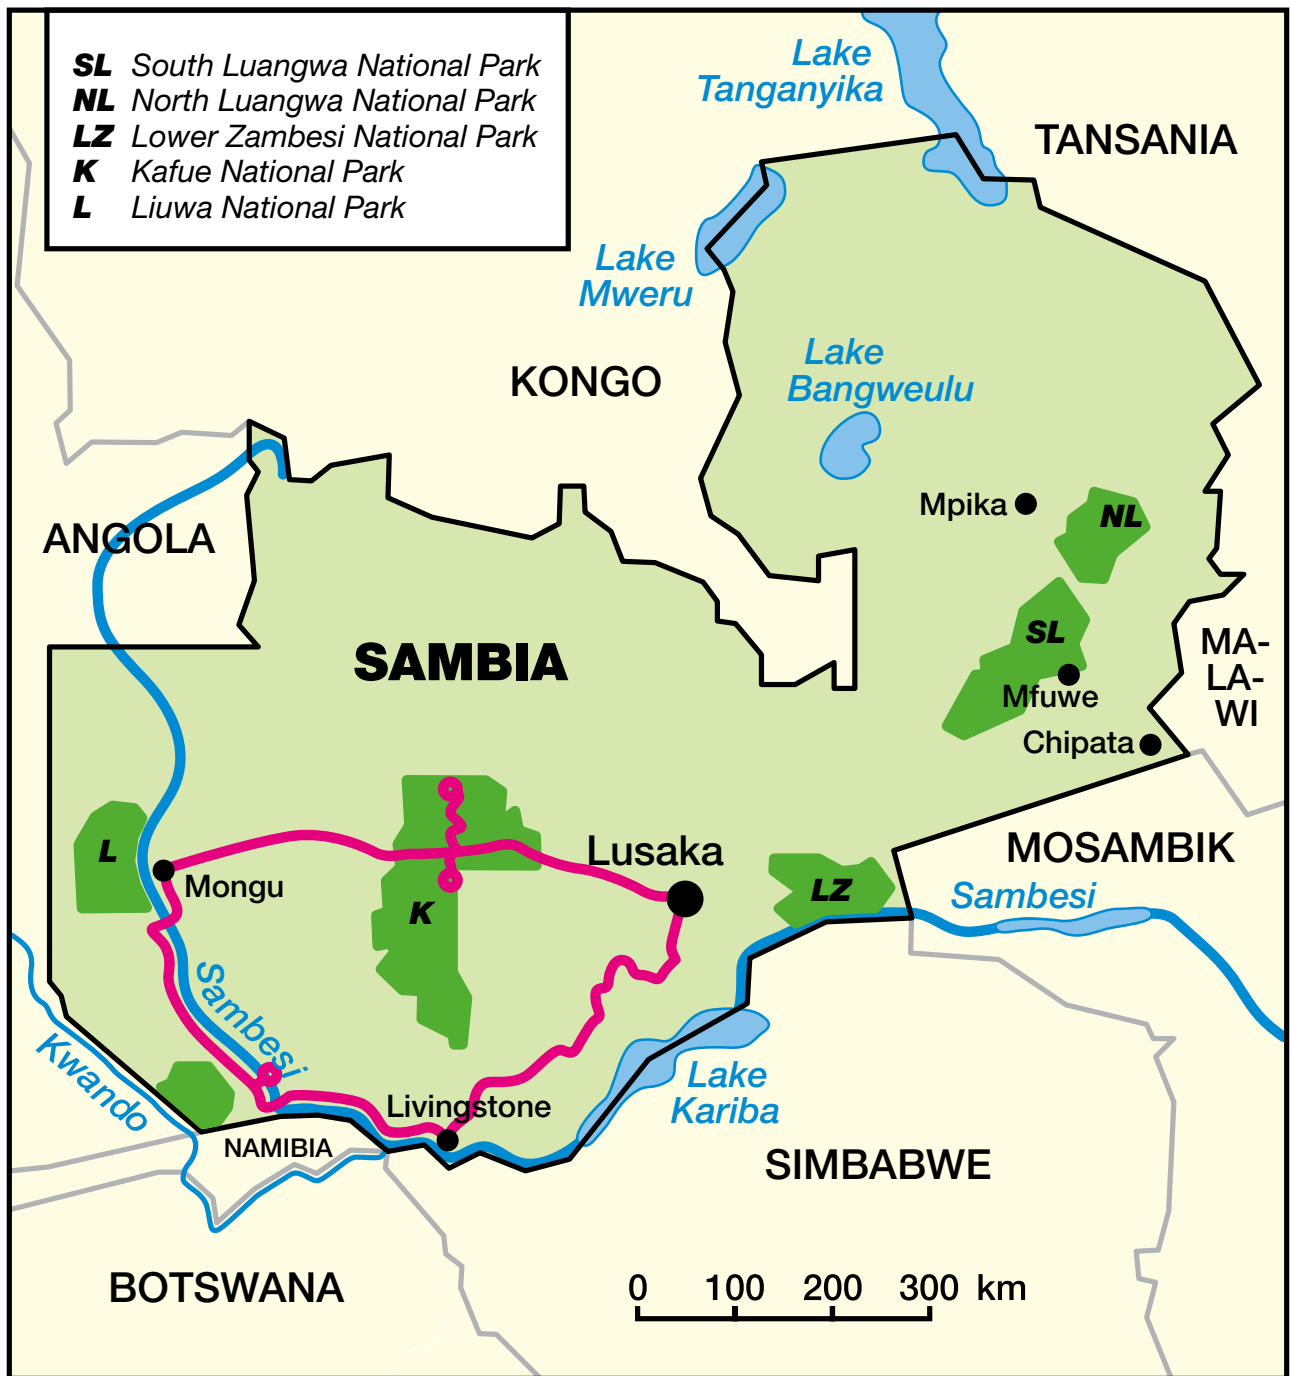 SL South Luangwa National Park
NL North Luangwa National Park
LZ Lower Zambesi National Park
K Kafue National Park
L Liuwa National Park
Lake
Tanganyika
TANSANIA
Lake
Mweru
KONGO
Lake
Bangweulu
Mpika
NL
ANGOLA
SAMBIA
SL
MA-
LA-
WI
Mfuwe
Chipata
L
Mongu
K
Lusaka
LZ
MOSAMBIK
Sambesi
Sambesi
Kwando
Livingstone
Lake
Kariba
NAMIBIA
SIMBABWE
BOTSWANA
0 100 200 300 km